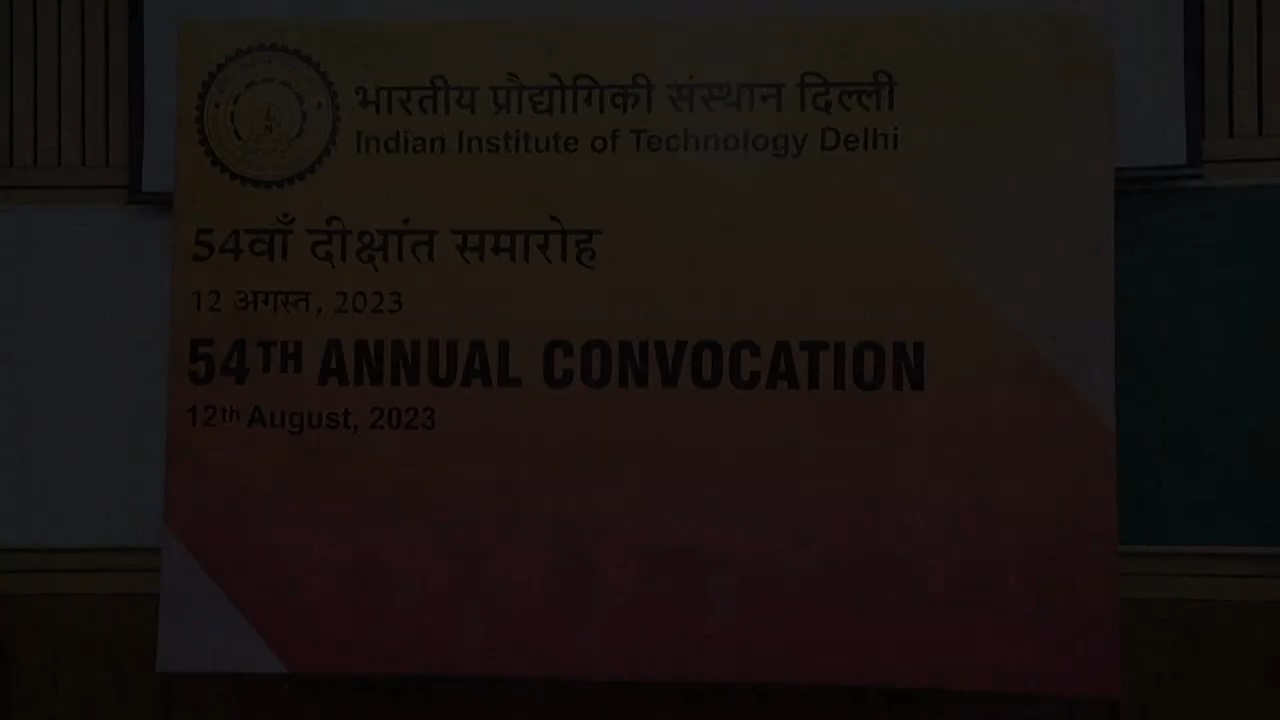 भारतीय प्रौद्योगिकी संस्थान दिल्ली
Indian Institute of Technology Delhi
54वाँ दीक्षांत समारोह
12 अगस्त, 2023
54TH ANNUAL CONVOCATION
12th August, 2023